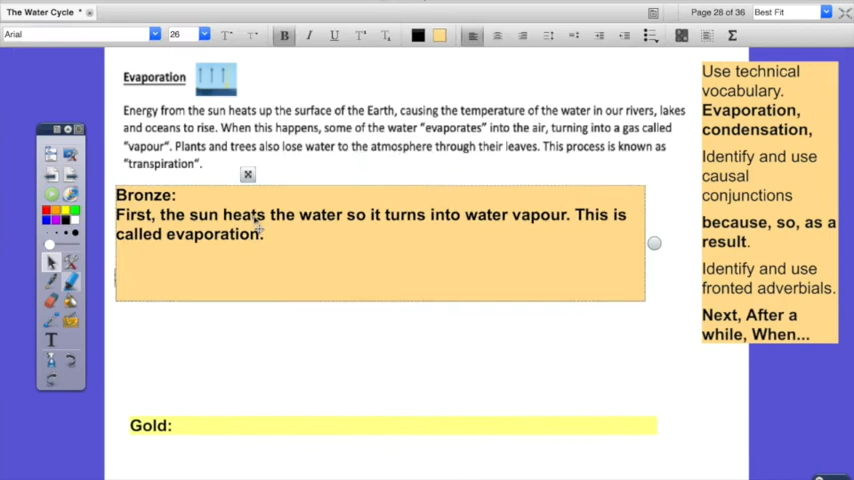 The Water Cycle *
Page 28 of 36
Best Fit
Arial
26
B I U
Evaporation
Energy from the sun heats up the surface of the Earth, causing the temperature of the water in our rivers, lakes
and oceans to rise. When this happens, some of the water "evaporates" into the air, turning into a gas called
"vapour". Plants and trees also lose water to the atmosphere through their leaves. This process is known as
"transpiration".
Bronze:
First, the sun heats the water so it turns into water vapour. This is
called evaporation.
Gold:
Use technical
vocabulary.
Evaporation,
condensation,
Identify and use
causal
conjunctions
because, so, as a
result.
Identify and use
fronted adverbials.
Next, After a
while, When...